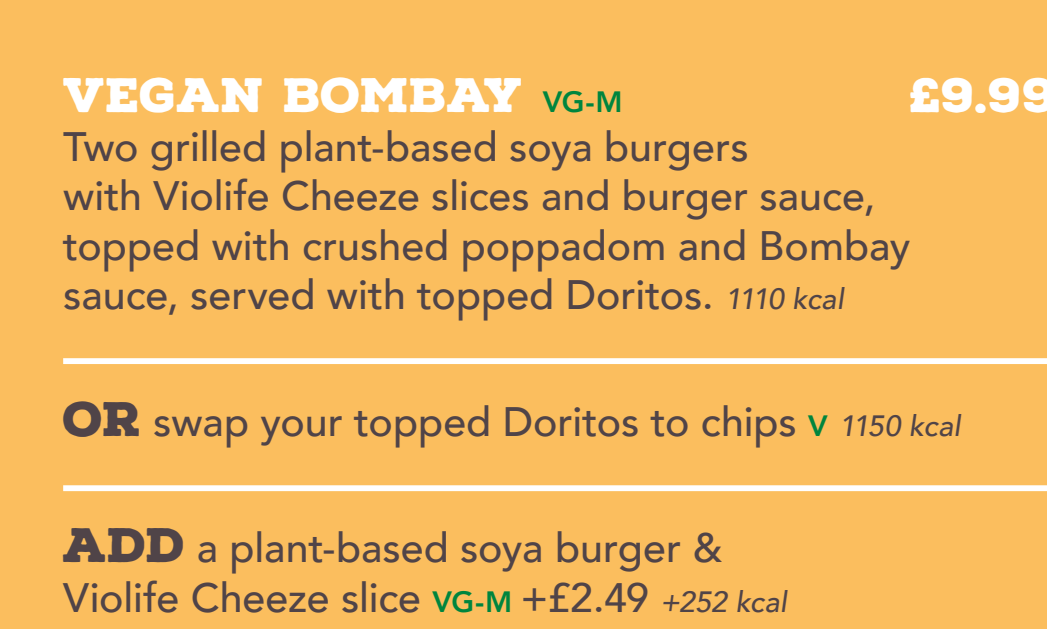 VEGAN BOMBAY VG-M £9.99
Two grilled plant-based soya burgers
with Violife Cheeze slices and burger sauce,
topped with crushed poppadom and Bombay
sauce, served with topped Doritos. 1110 kcal
OR swap your topped Doritos to chips V 1150 kcal
ADD a plant-based soya burger &
Violife Cheeze slice VG-M +£2.49 +252 kcal